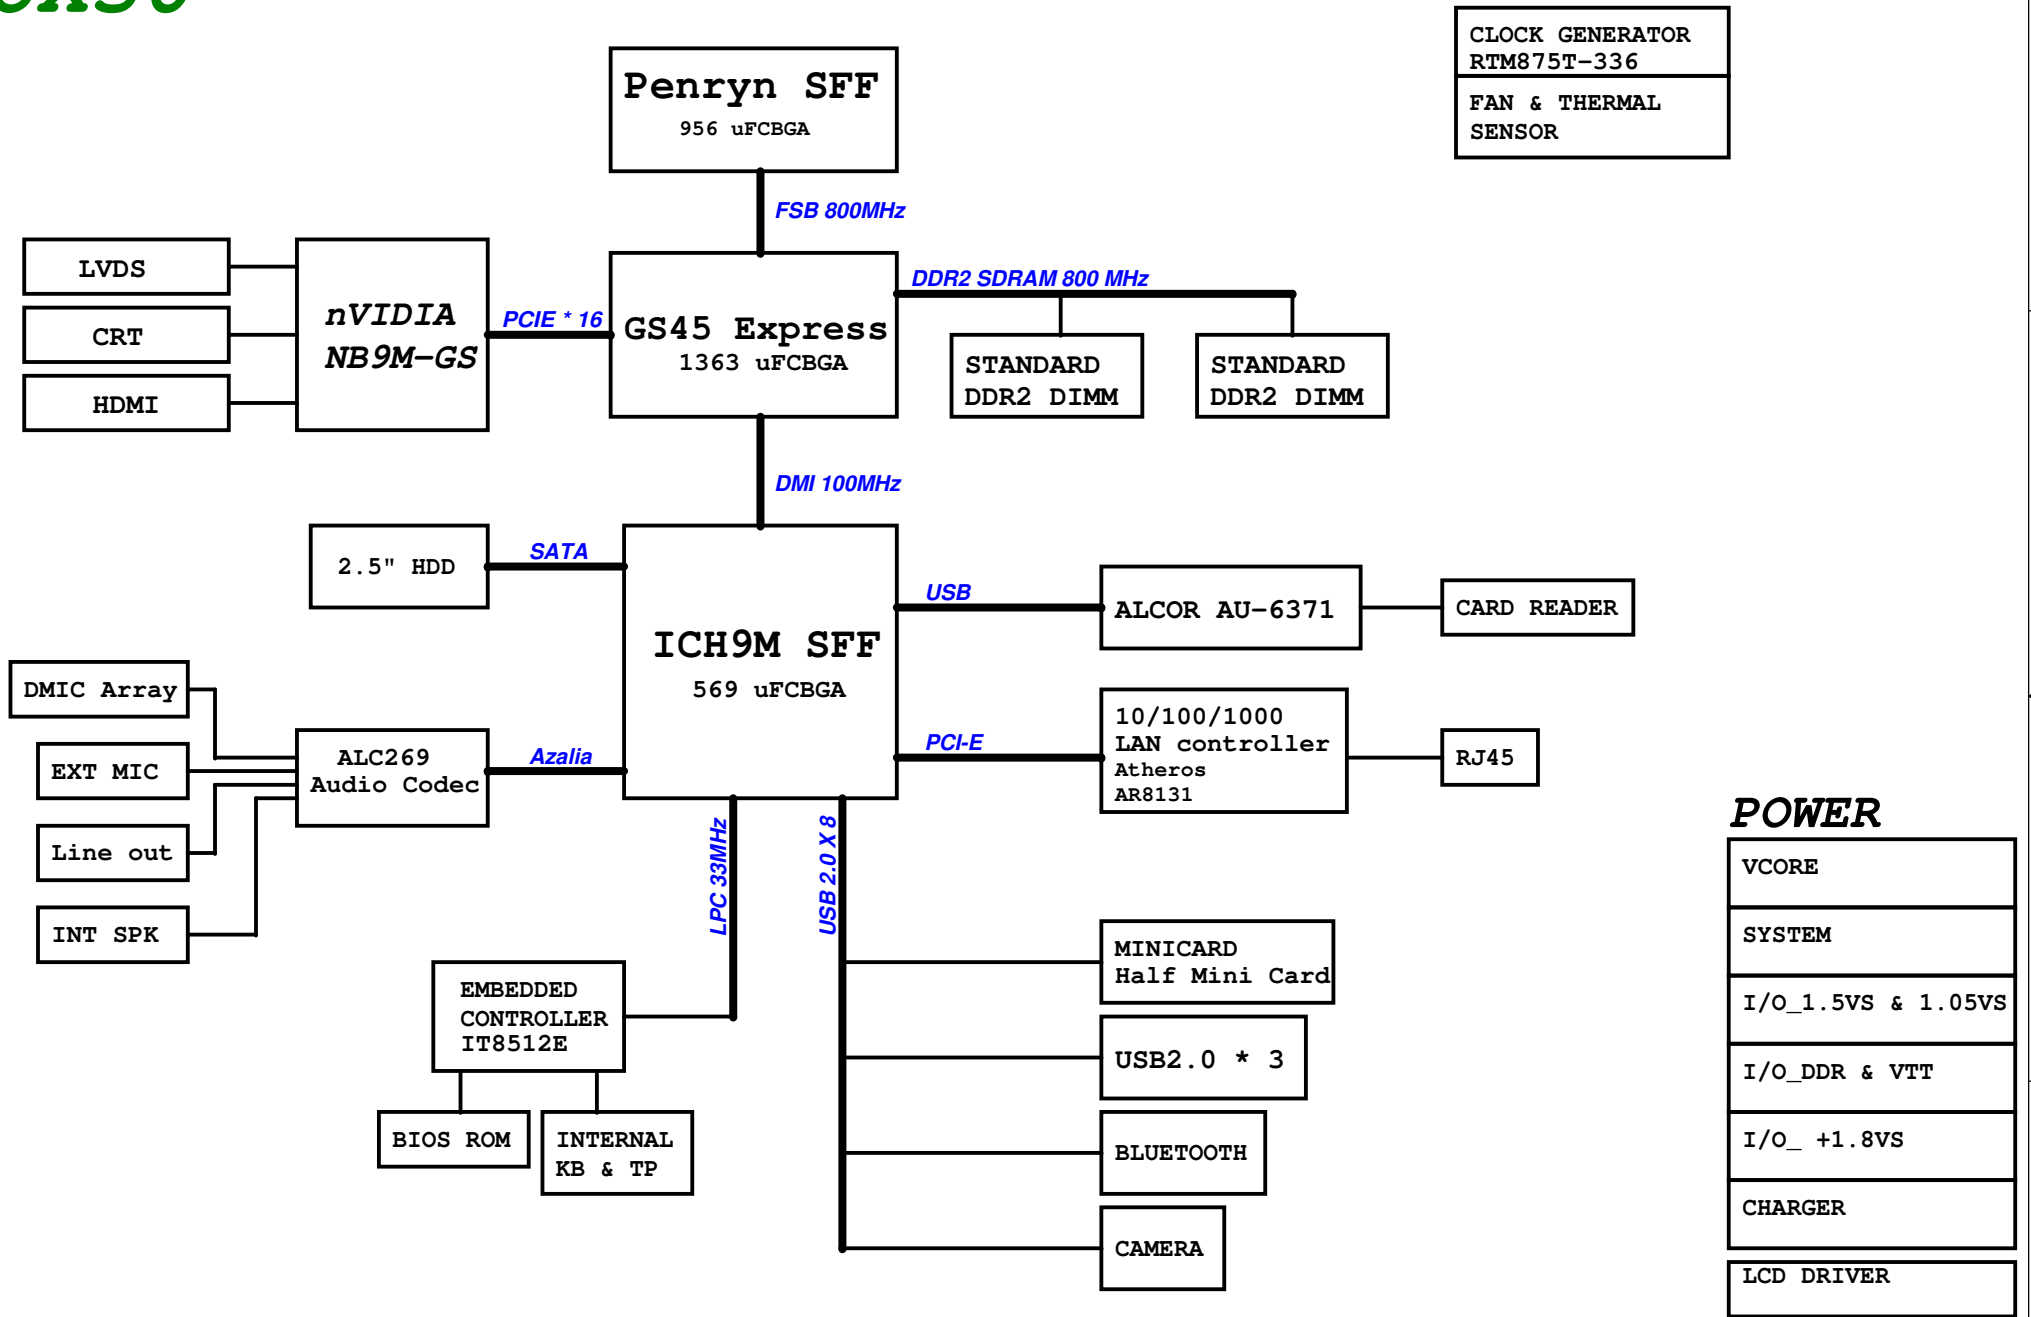 CLOCK GENERATOR
RTM875T-336
FAN & THERMAL
SENSOR
Penryn SFF
956 uFCBGA
FSB 800MHz
LVDS
CRT
HDMI
nVIDIA
NB9M-GS
PCIE * 16
GS45 Express
1363 uFCBGA
DDR2 SDRAM 800 MHz
STANDARD
DDR2 DIMM
STANDARD
DDR2 DIMM
DMI 100MHz
2.5" HDD
SATA
ICH9M SFF
569 uFCBGA
USB
ALCOR AU-6371
CARD READER
DMIC Array
EXT MIC
Line out
INT SPK
ALC269
Audio Codec
Azalia
PCI-E
10/100/1000
LAN controller
Atheros
AR8131
RJ45
LPC 33MHz
USB 2.0 X 8
EMBEDDED
CONTROLLER
IT8512E
BIOS ROM
INTERNAL
KB & TP
MINICARD
Half Mini Card
USB2.0 * 3
BLUETOOTH
CAMERA
POWER
VCORE
SYSTEM
I/O_1.5VS & 1.05VS
I/O_DDR & VTT
I/O_ +1.8VS
CHARGER
LCD DRIVER